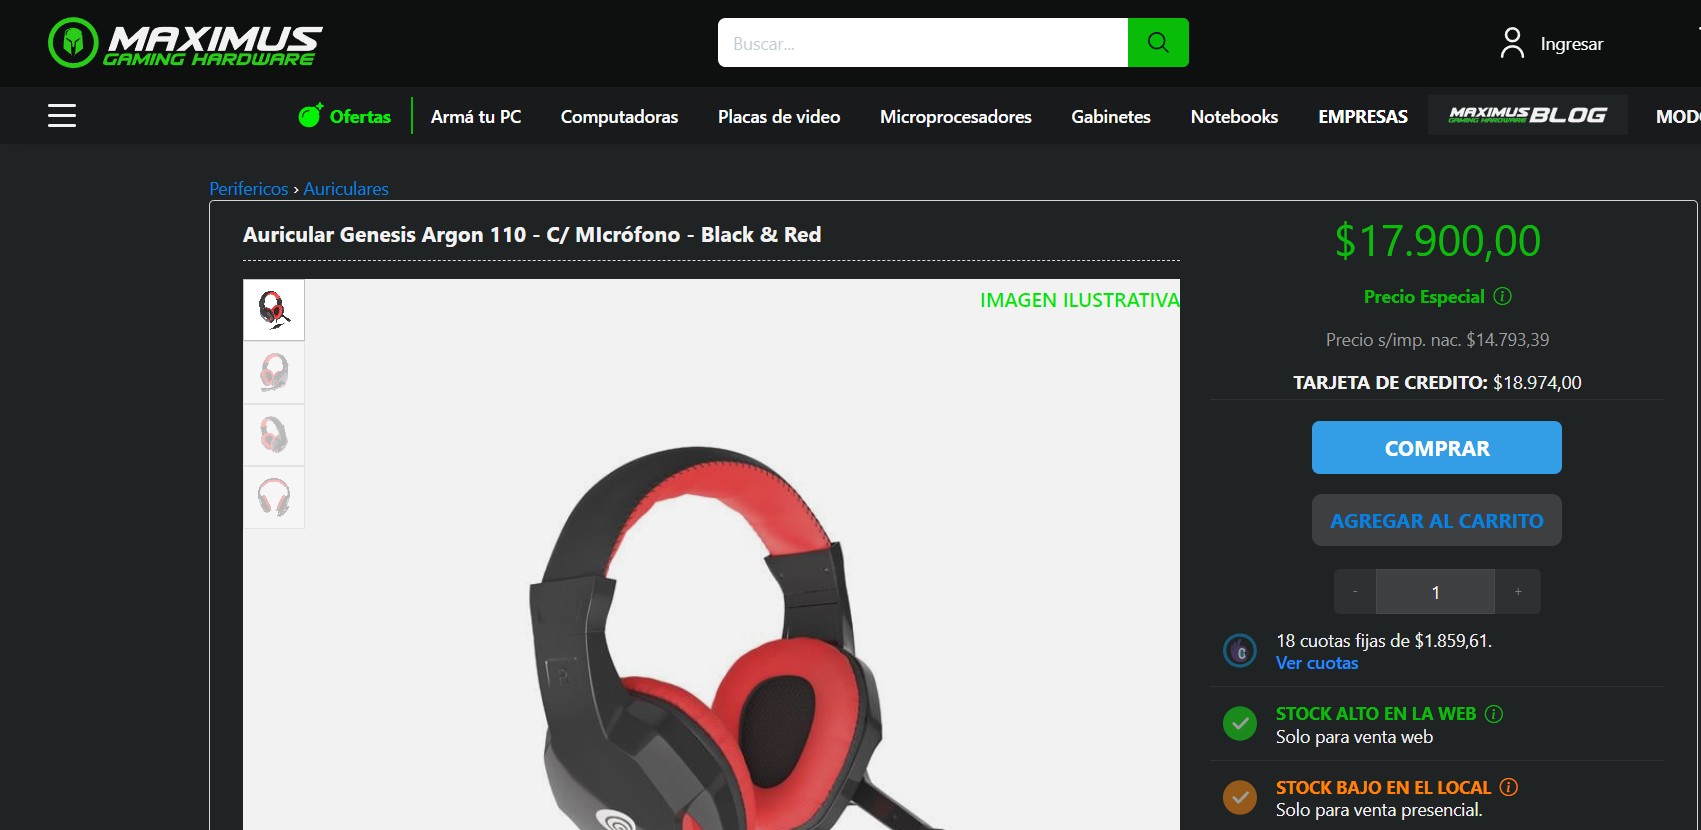 MAXIMUS
GAMING HARDWARE
Buscar...
Ingresar
Ofertas
Armá tu PC
Computadoras
Placas de video
Microprocesadores
Gabinetes
Notebooks
EMPRESAS
MAXIMUS
GAMING HARDWARE
BLOG
MOD
Perifericos › Auriculares
Auricular Genesis Argon 110 - C/ MIcrófono - Black & Red
IMAGEN ILUSTRATIVA
R
$17.900,00
Precio Especial
Precio s/imp. nac. $14.793,39
TARJETA DE CREDITO: $18.974,00
COMPRAR
AGREGAR AL CARRITO
- 1 +
18 cuotas fijas de $1.859,61.
Ver cuotas
STOCK ALTO EN LA WEB
Solo para venta web
STOCK BAJO EN EL LOCAL
Solo para venta presencial.